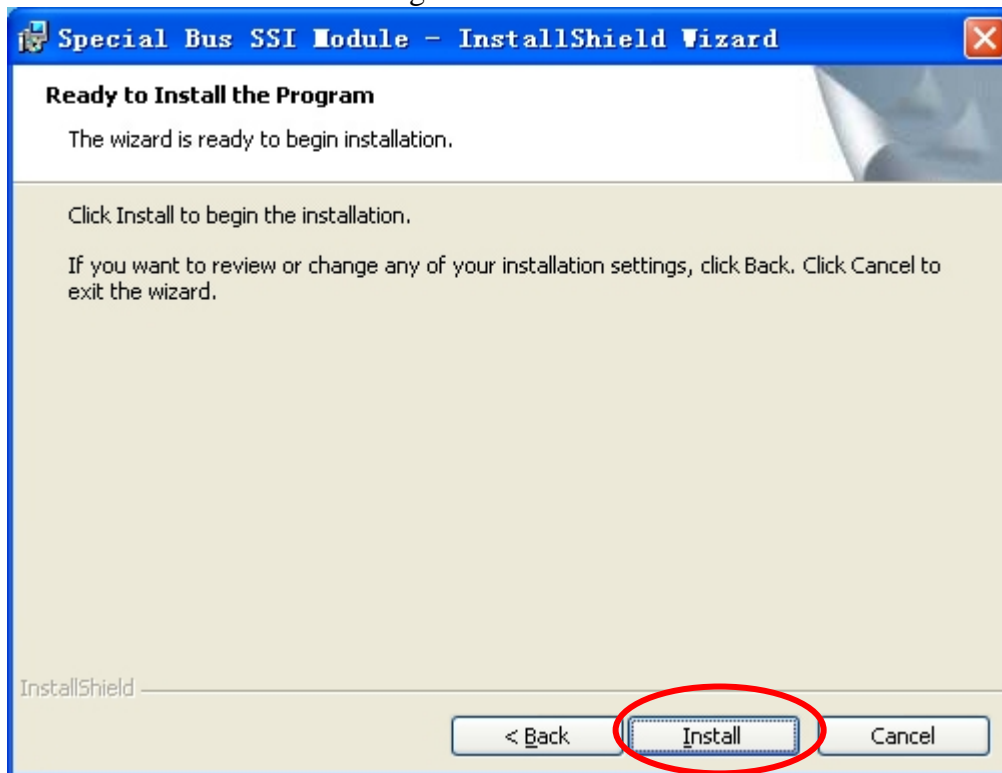 Special Bus SSI Module - InstallShield Wizard
Ready to Install the Program
The wizard is ready to begin installation.
Click Install to begin the installation.
If you want to review or change any of your installation settings, click Back. Click Cancel to
exit the wizard.
InstallShield
< Back
Install
Cancel